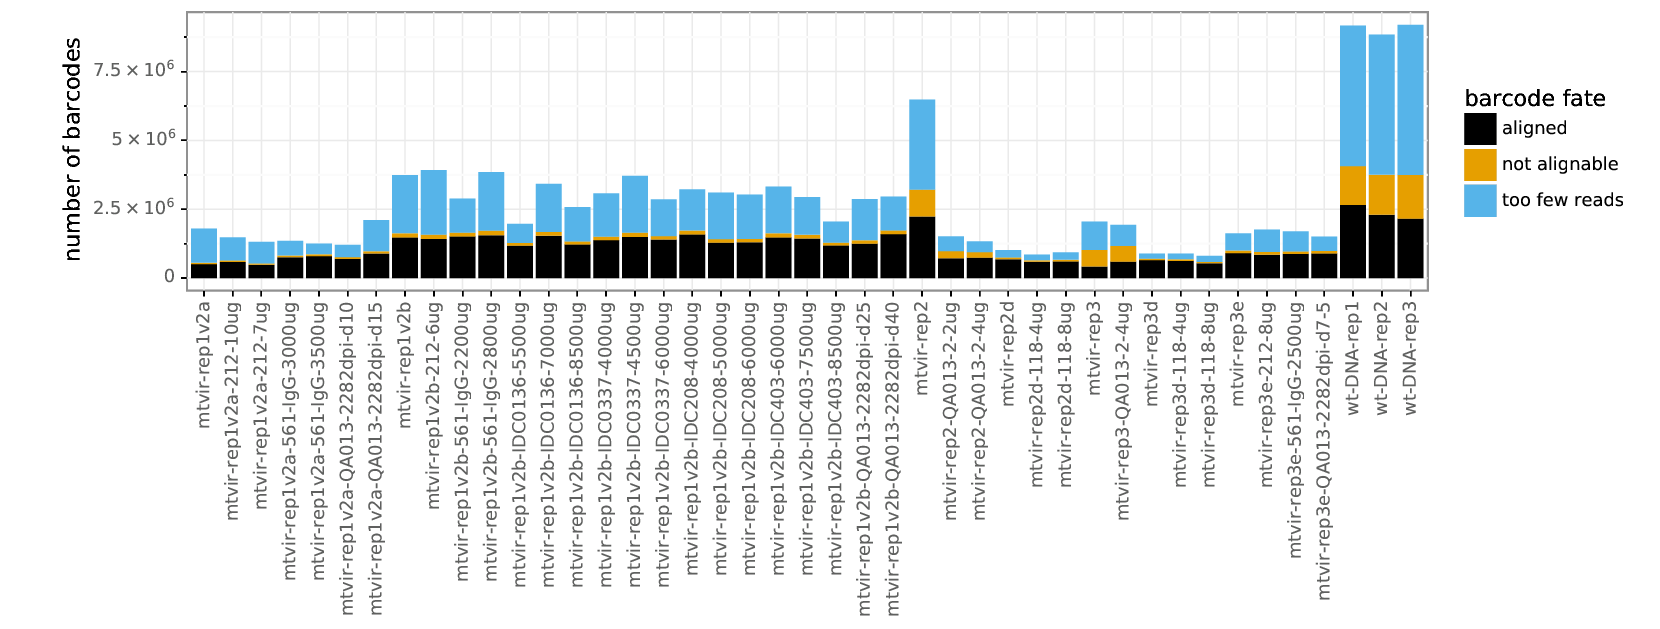 number of barcodes
7.5 × 10⁶
5 × 10⁶
2.5 × 10⁶
0
mtvir-rep1v2a
mtvir-rep1v2a-212-10ug
mtvir-rep1v2a-212-7ug
mtvir-rep1v2a-561-IgG-3000ug
mtvir-rep1v2a-561-IgG-3500ug
mtvir-rep1v2a-QA013-2282dpi-d10
mtvir-rep1v2a-QA013-2282dpi-d15
mtvir-rep1v2b
mtvir-rep1v2b-212-6ug
mtvir-rep1v2b-561-IgG-2200ug
mtvir-rep1v2b-561-IgG-2800ug
mtvir-rep1v2b-IDC0136-5500ug
mtvir-rep1v2b-IDC0136-7000ug
mtvir-rep1v2b-IDC0136-8500ug
mtvir-rep1v2b-IDC0337-4000ug
mtvir-rep1v2b-IDC0337-4500ug
mtvir-rep1v2b-IDC0337-6000ug
mtvir-rep1v2b-IDC208-4000ug
mtvir-rep1v2b-IDC208-5000ug
mtvir-rep1v2b-IDC208-6000ug
mtvir-rep1v2b-IDC403-6000ug
mtvir-rep1v2b-IDC403-7500ug
mtvir-rep1v2b-IDC403-8500ug
mtvir-rep1v2b-QA013-2282dpi-d25
mtvir-rep1v2b-QA013-2282dpi-d40
mtvir-rep2
mtvir-rep2-QA013-2-2ug
mtvir-rep2-QA013-2-4ug
mtvir-rep2d
mtvir-rep2d-118-4ug
mtvir-rep2d-118-8ug
mtvir-rep3
mtvir-rep3-QA013-2-4ug
mtvir-rep3d
mtvir-rep3d-118-4ug
mtvir-rep3d-118-8ug
mtvir-rep3e
mtvir-rep3e-212-8ug
mtvir-rep3e-561-IgG-2500ug
mtvir-rep3e-QA013-2282dpi-d7-5
wt-DNA-rep1
wt-DNA-rep2
wt-DNA-rep3
barcode fate
aligned
not alignable
too few reads